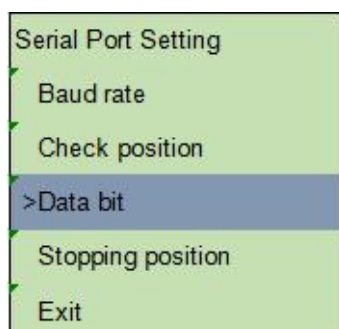 Serial Port Setting
Baud rate
Check position
>Data bit
Stopping position
Exit